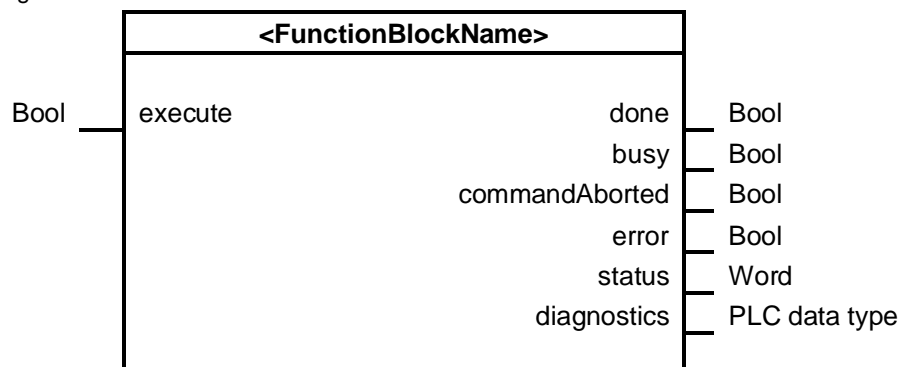 <FunctionBlockName>
Bool execute done Bool
busy Bool
commandAborted Bool
error Bool
status Word
diagnostics PLC data type